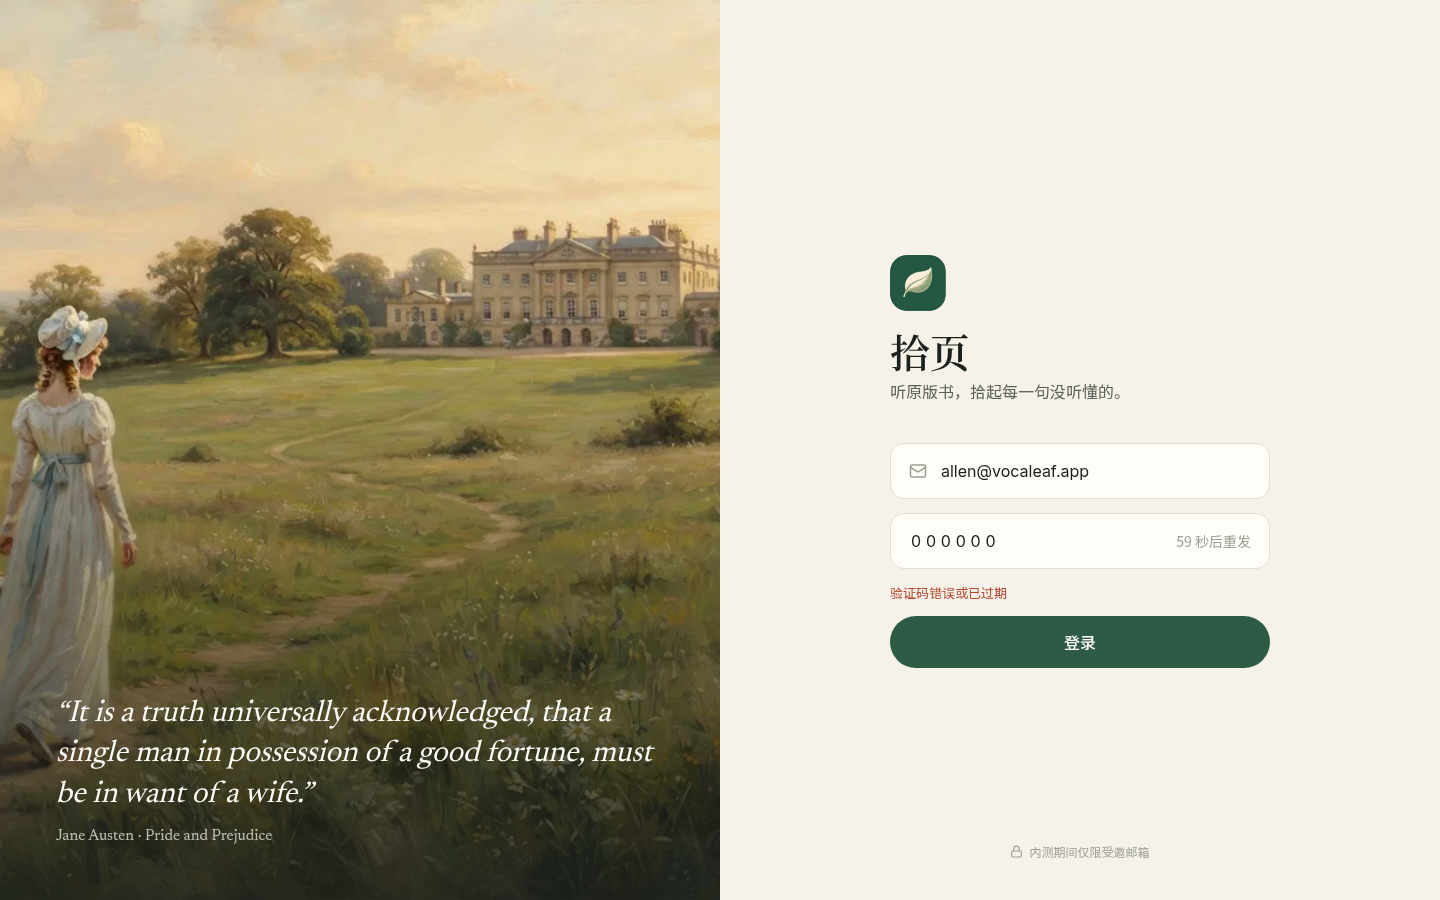 “It is a truth universally acknowledged, that a
single man in possession of a good fortune, must
be in want of a wife.”
Jane Austen · Pride and Prejudice
拾页
听原版书，拾起每一句没听懂的。
allen@vocaleaf.app
000000
59 秒后重发
验证码错误或已过期
登录
内测期间仅限受邀邮箱